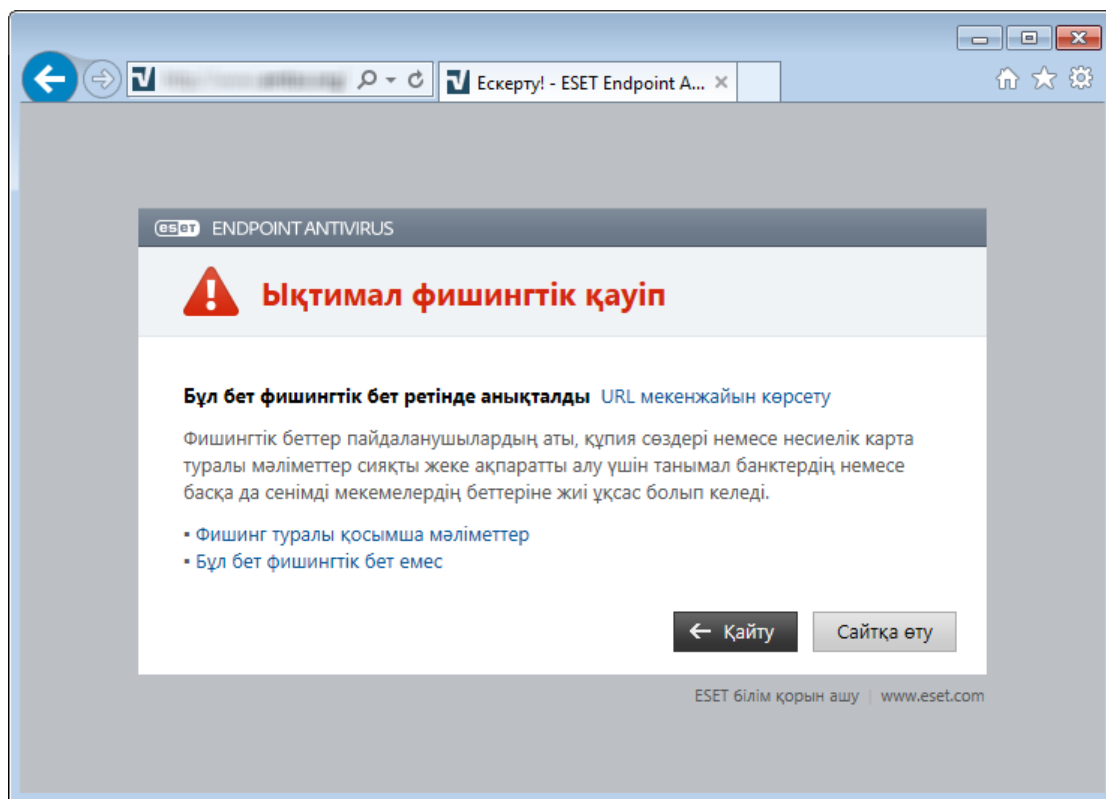 Ескерту! - ESET Endpoint A...
eset ENDPOINT ANTIVIRUS
Ықтимал фишингтік қауіп
Бұл бет фишингтік бет ретінде анықталды URL мекенжайын көрсету
Фишингтік беттер пайдаланушылардың аты, құпия сөздері немесе несиелік карта
туралы мәліметтер сияқты жеке ақпаратты алу үшін танымал банктердің немесе
басқа да сенімді мекемелердің беттеріне жиі ұқсас болып келеді.
▪ Фишинг туралы қосымша мәліметтер
▪ Бұл бет фишингтік бет емес
← Қайту Сайтқа өту
ESET білім қорын ашу | www.eset.com